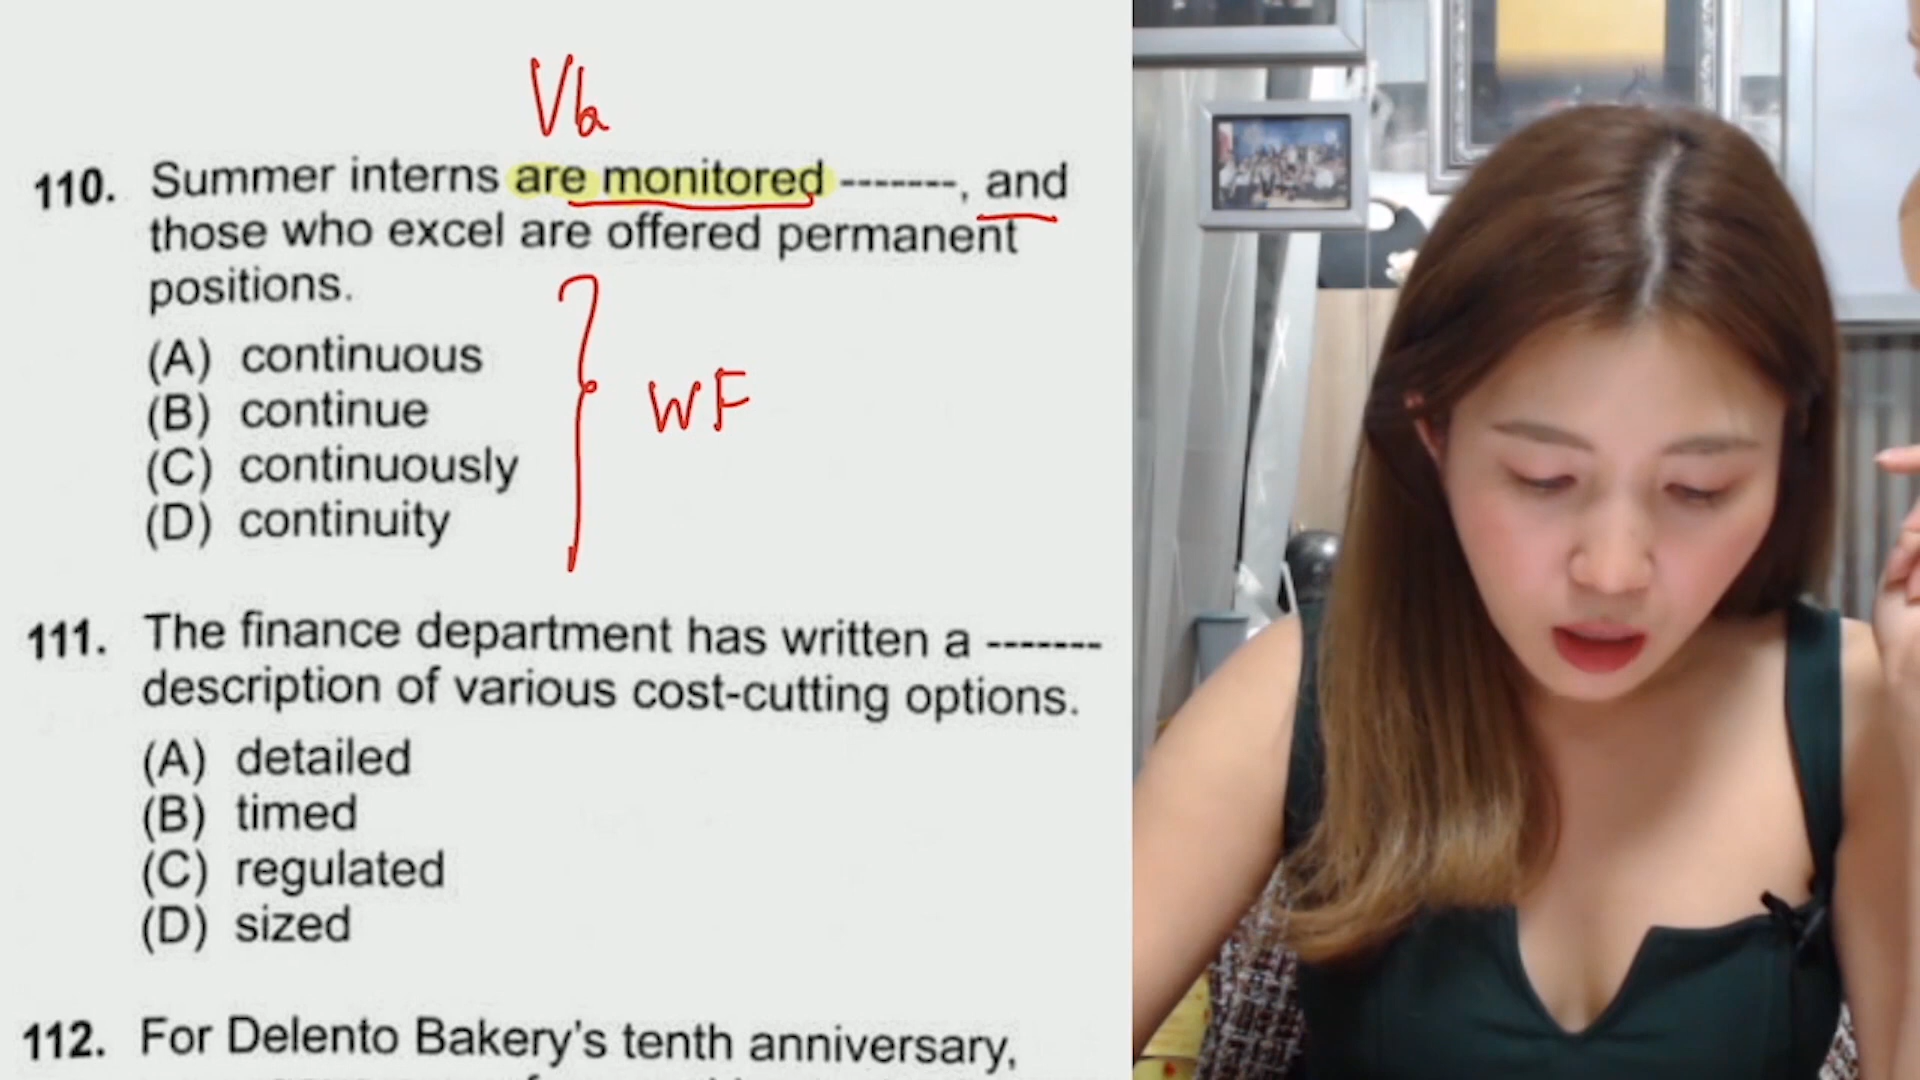 Vb
110. Summer interns are monitored -------, and
those who excel are offered permanent
positions.
(A) continuous
(B) continue
(C) continuously
(D) continuity
WF
111. The finance department has written a -------
description of various cost-cutting options.
(A) detailed
(B) timed
(C) regulated
(D) sized
112. For Delento Bakery's tenth anniversary,